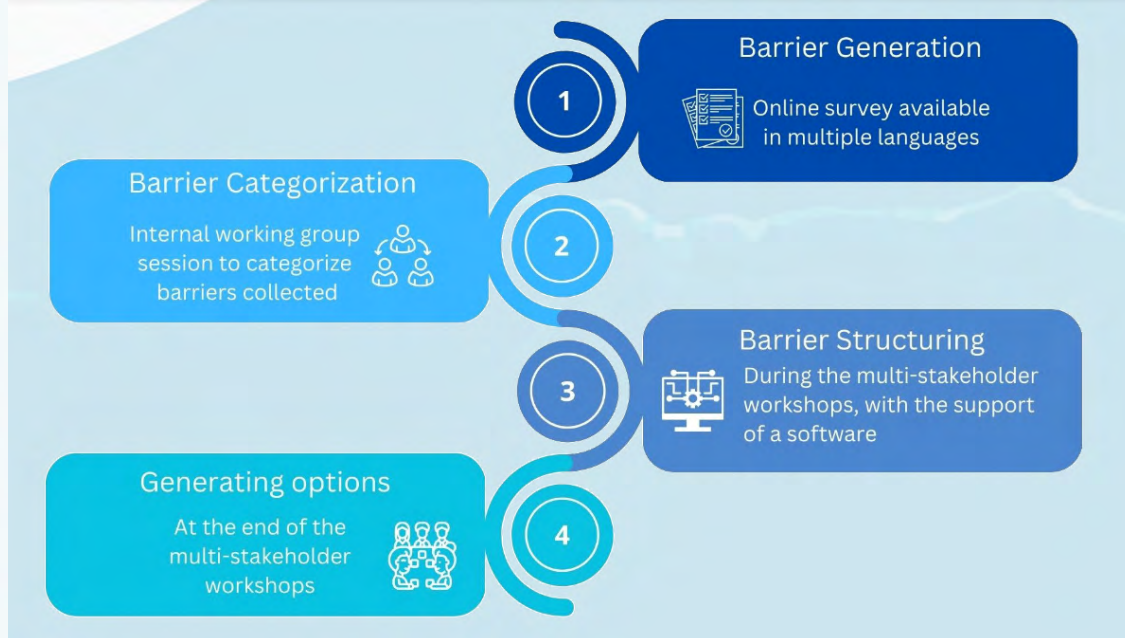 1
Barrier Generation
Online survey available
in multiple languages
Barrier Categorization
Internal working group
session to categorize
barriers collected
2
3
Barrier Structuring
During the multi-stakeholder
workshops, with the support
of a software
Generating options
At the end of the
multi-stakeholder
workshops
4